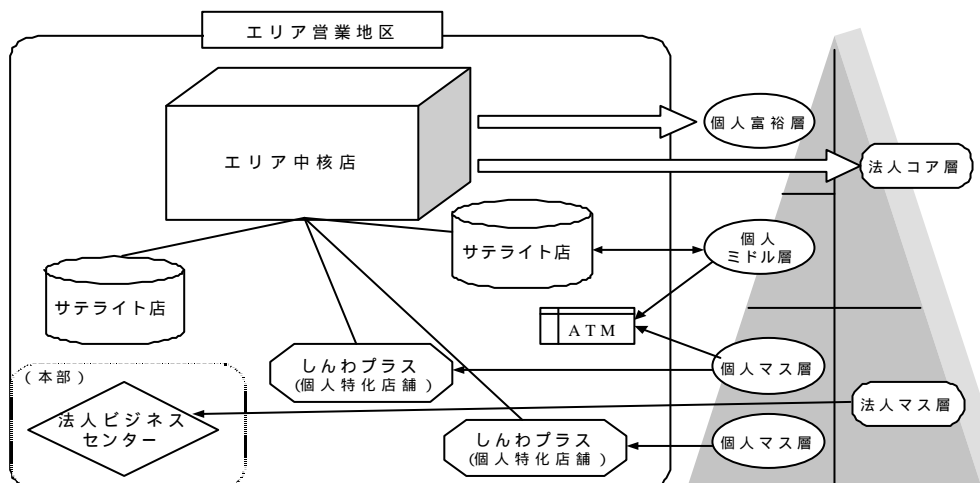 エリア営業地区
エリア中核店
個人富裕層
法人コア層
サテライト店
個人
ミドル層
サテライト店
ATM
しんわプラス
(個人特化店舗)
個人マス層
(本部)
法人ビジネス
センター
法人マス層
しんわプラス
(個人特化店舗)
個人マス層